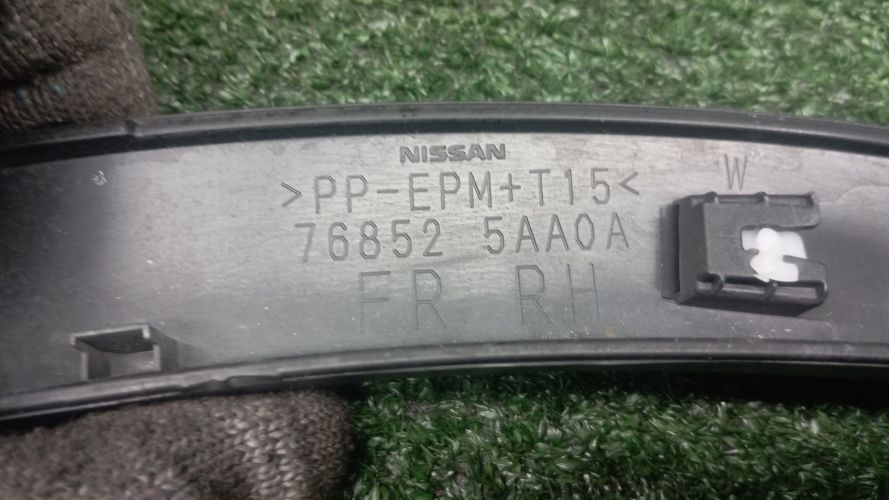 NISSAN
>PP-EPM+T15<
W
76852 5AA0A
FR RH